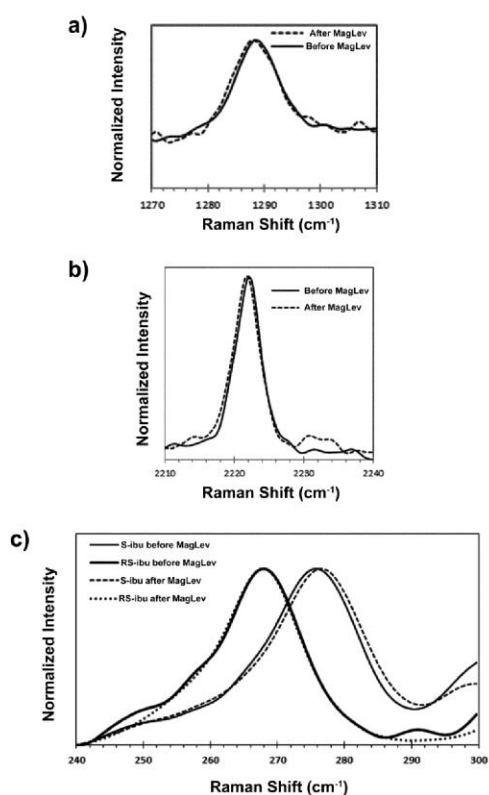 a)
After MagLev
Before MagLev
Normalized Intensity
1270 1280 1290 1300 1310
Raman Shift (cm⁻¹)
b)
Before MagLev
After MagLev
Normalized Intensity
2210 2220 2230 2240
Raman Shift (cm⁻¹)
c)
S-ibu before MagLev
RS-ibu before MagLev
S-ibu after MagLev
RS-ibu after MagLev
Normalized Intensity
240 250 260 270 280 290 300
Raman Shift (cm⁻¹)